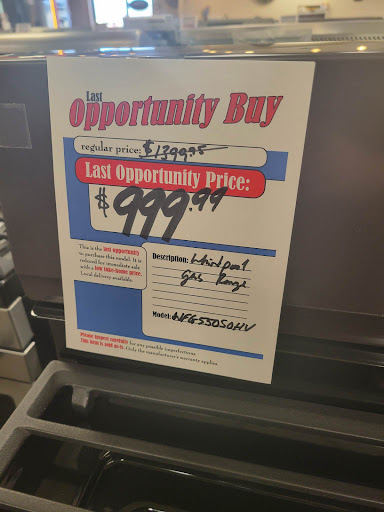 Last
Opportunity Buy
regular price: $1399.95
Last Opportunity Price:
$999.99
This is the last opportunity
to purchase this model. It is
reduced for immediate sale
with a low take-home price.
Local delivery available.
Description: Whirlpool
gas Range
Model: WFG550S0HV
Please inspect carefully for any possible imperfections.
This item is sold as-is. Only the manufacturer's warranty applies.